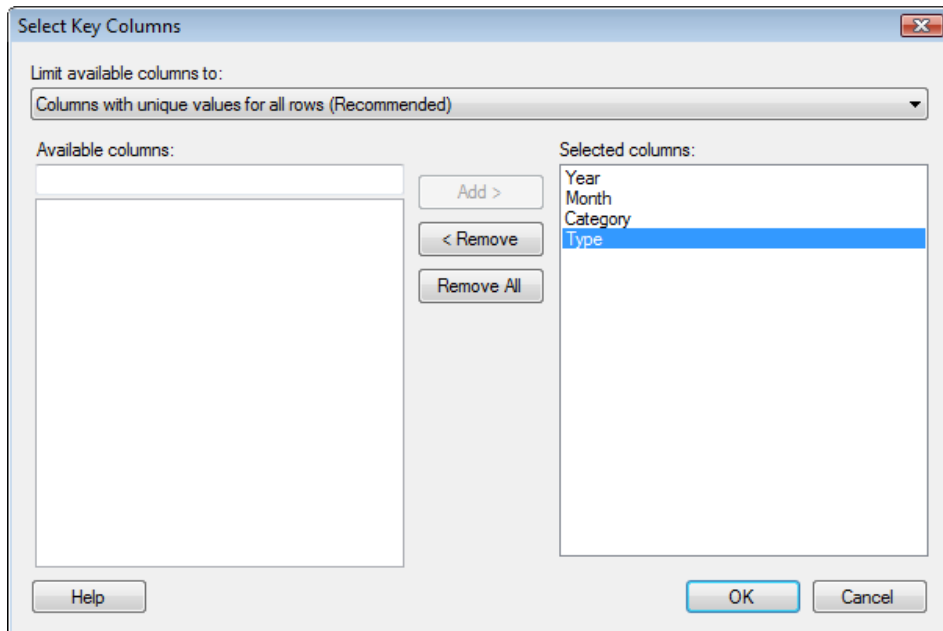 Select Key Columns
Limit available columns to:
Columns with unique values for all rows (Recommended)
Available columns:
Add >
< Remove
Remove All
Selected columns:
Year
Month
Category
Type
Help
OK
Cancel